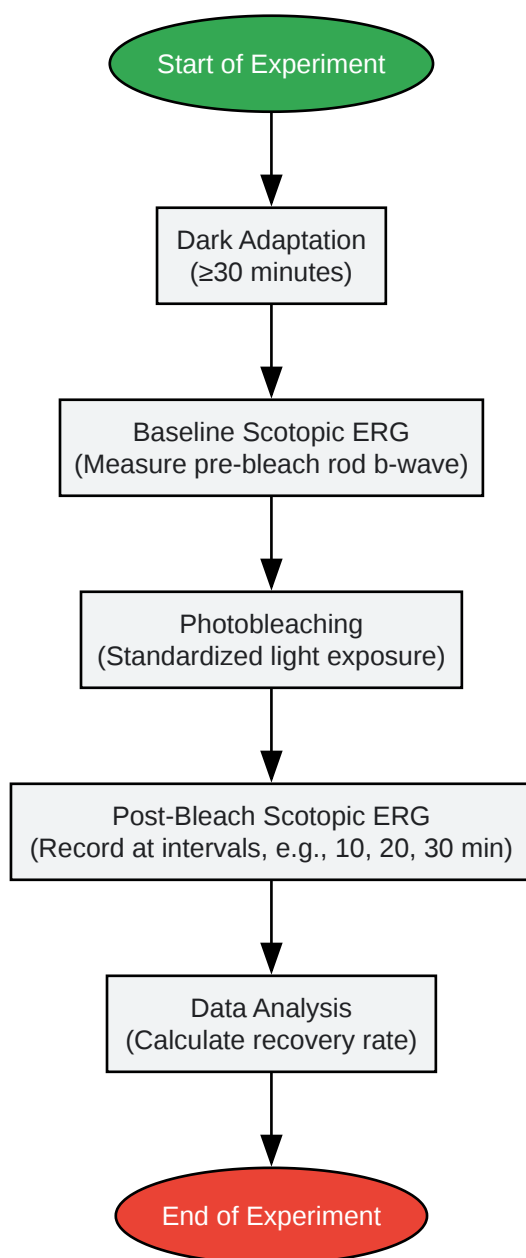 Start of Experiment
Dark Adaptation
(≥30 minutes)
Baseline Scotopic ERG
(Measure pre-bleach rod b-wave)
Photobleaching
(Standardized light exposure)
Post-Bleach Scotopic ERG
(Record at intervals, e.g., 10, 20, 30 min)
Data Analysis
(Calculate recovery rate)
End of Experiment